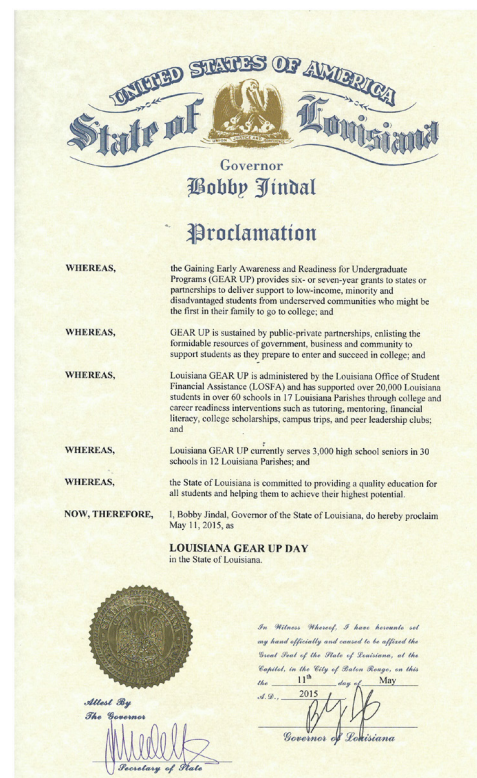 UNITED STATES OF AMERICA
State of Louisiana
UNION JUSTICE AND
Governor
Bobby Jindal
Proclamation
WHEREAS, the Gaining Early Awareness and Readiness for Undergraduate
Programs (GEAR UP) provides six- or seven-year grants to states or
partnerships to deliver support to low-income, minority and
disadvantaged students from underserved communities who might be
the first in their family to go to college; and
WHEREAS, GEAR UP is sustained by public-private partnerships, enlisting the
formidable resources of government, business and community to
support students as they prepare to enter and succeed in college; and
WHEREAS, Louisiana GEAR UP is administered by the Louisiana Office of Student
Financial Assistance (LOSFA) and has supported over 20,000 Louisiana
students in over 60 schools in 17 Louisiana Parishes through college and
career readiness interventions such as tutoring, mentoring, financial
literacy, college scholarships, campus trips, and peer leadership clubs;
and
WHEREAS, Louisiana GEAR UP currently serves 3,000 high school seniors in 30
schools in 12 Louisiana Parishes; and
WHEREAS, the State of Louisiana is committed to providing a quality education for
all students and helping them to achieve their highest potential.
NOW, THEREFORE, I, Bobby Jindal, Governor of the State of Louisiana, do hereby proclaim
May 11, 2015, as
LOUISIANA GEAR UP DAY
in the State of Louisiana.
In Witness Whereof, I have hereunto set
my hand officially and caused to be affixed the
Great Seal of the State of Louisiana, at the
Capitol, in the City of Baton Rouge, on this
the 11th day of May
A.D., 2015
Governor of Louisiana
Attest By
The Governor
Secretary of State